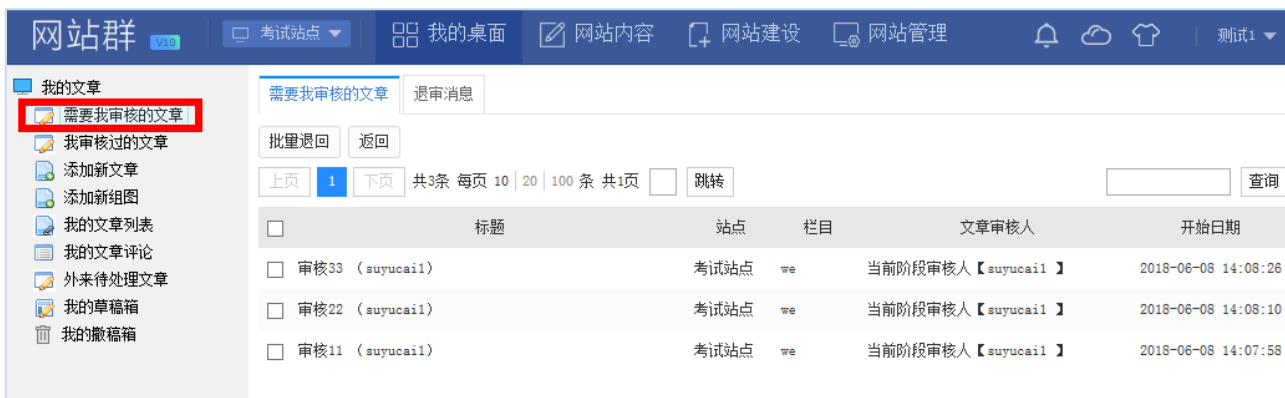 网站群 V10 考试站点 我的桌面 网站内容 网站建设 网站管理 测试1
我的文章
需要我审核的文章
我审核过的文章
添加新文章
添加新组图
我的文章列表
我的文章评论
外来待处理文章
我的草稿箱
我的撤稿箱
需要我审核的文章 退审消息
批量退回 返回
上页 1 下页 共3条 每页 10 | 20 | 100 条 共1页 跳转 查询
标题 站点 栏目 文章审核人 开始日期
审核33 (suyucai1) 考试站点 we 当前阶段审核人【suyucai1 】 2018-06-08 14:08:26
审核22 (suyucai1) 考试站点 we 当前阶段审核人【suyucai1 】 2018-06-08 14:08:10
审核11 (suyucai1) 考试站点 we 当前阶段审核人【suyucai1 】 2018-06-08 14:07:58